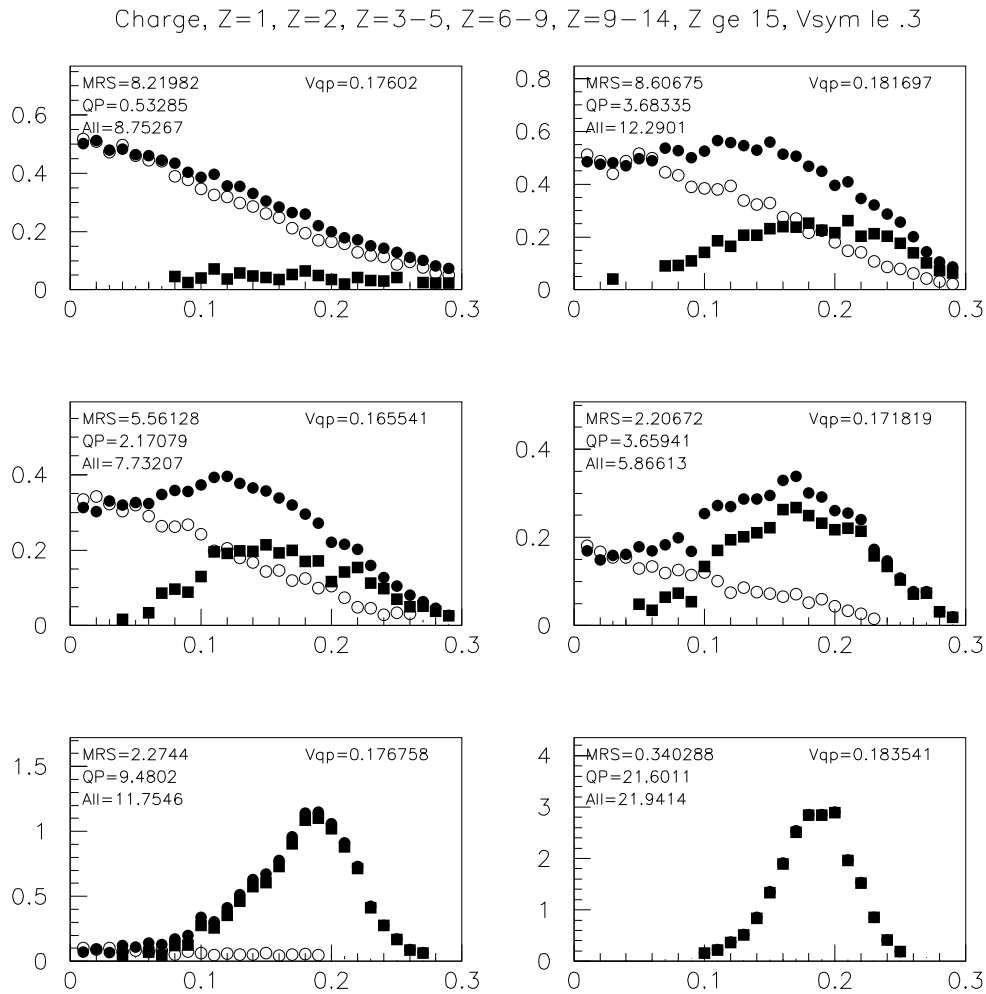 Charge, Z=1, Z=2, Z=3-5, Z=6-9, Z=9-14, Z ge 15, Vsym le .3
MRS=8.21982 Vqp=0.17602
QP=0.53285
All=8.75267
0.6
0.4
0.2
0
0 0.1 0.2 0.3
MRS=8.60675 Vqp=0.181697
QP=3.68335
All=12.2901
0.8
0.6
0.4
0.2
0
0 0.1 0.2 0.3
MRS=5.56128 Vqp=0.165541
QP=2.17079
All=7.73207
0.4
0.2
0
0 0.1 0.2 0.3
MRS=2.20672 Vqp=0.171819
QP=3.65941
All=5.86613
0.4
0.2
0
0 0.1 0.2 0.3
MRS=2.2744 Vqp=0.176758
QP=9.4802
All=11.7546
1.5
1
0.5
0
0 0.1 0.2 0.3
MRS=0.340288 Vqp=0.183541
QP=21.6011
All=21.9414
4
3
2
1
0
0 0.1 0.2 0.3